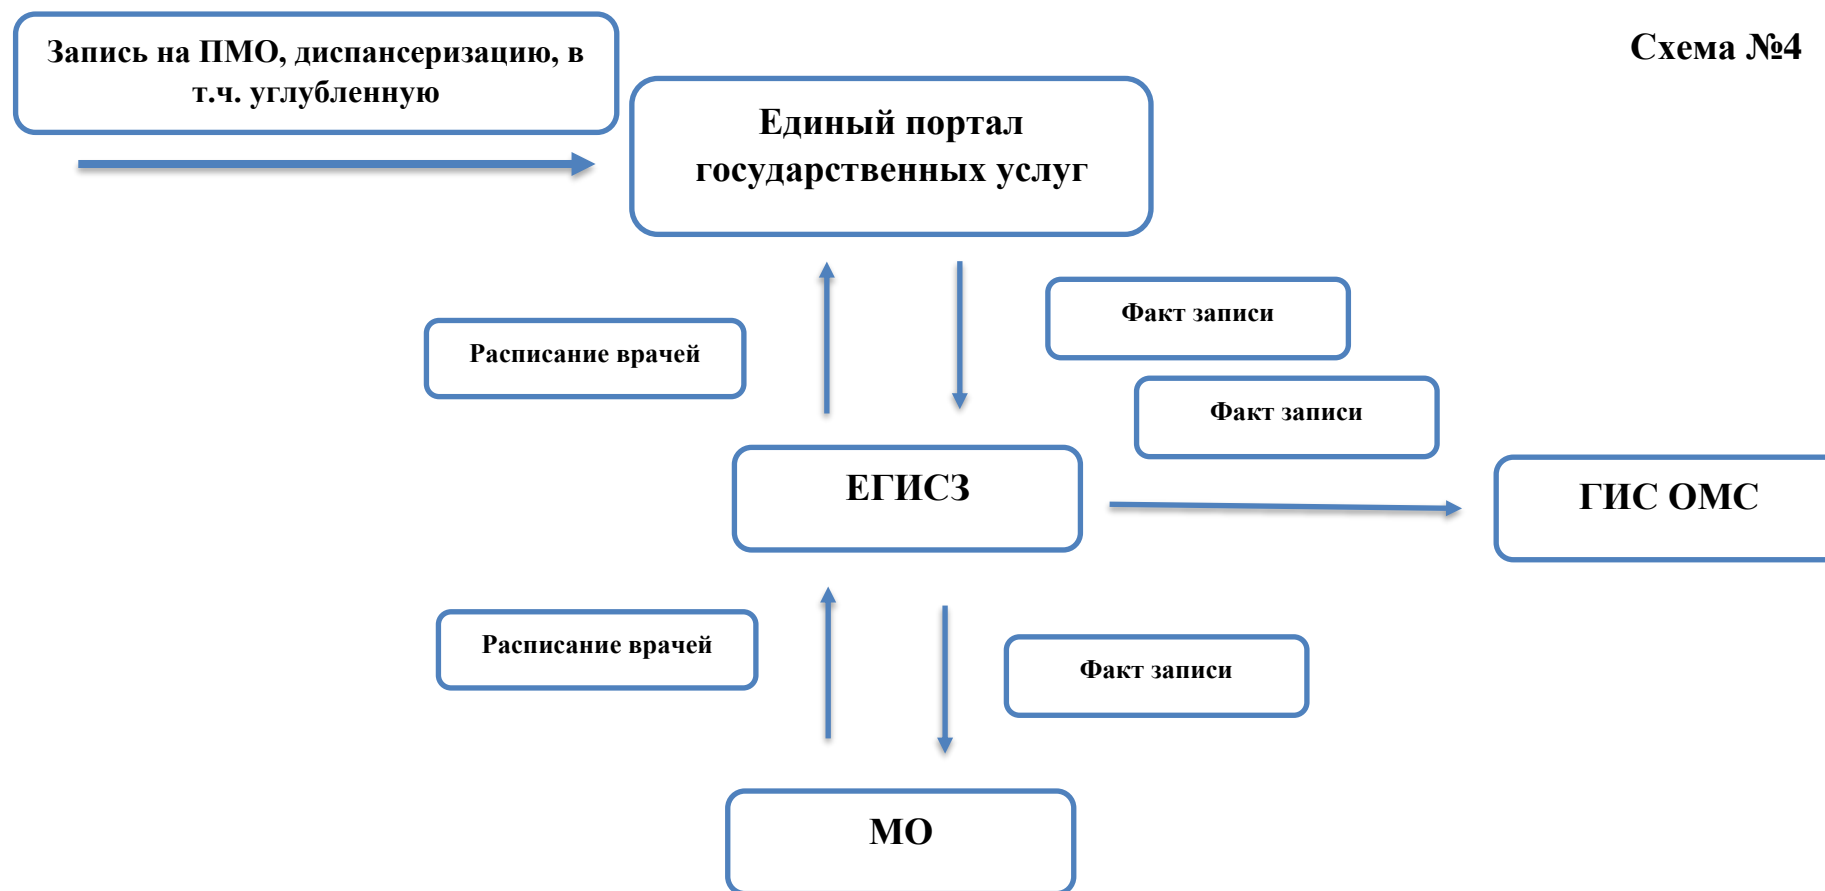 Схема №4
Запись на ПМО, диспансеризацию, в
т.ч. углубленную
Единый портал
государственных услуг
Факт записи
Расписание врачей
Факт записи
ЕГИСЗ
ГИС ОМС
Расписание врачей
Факт записи
МО